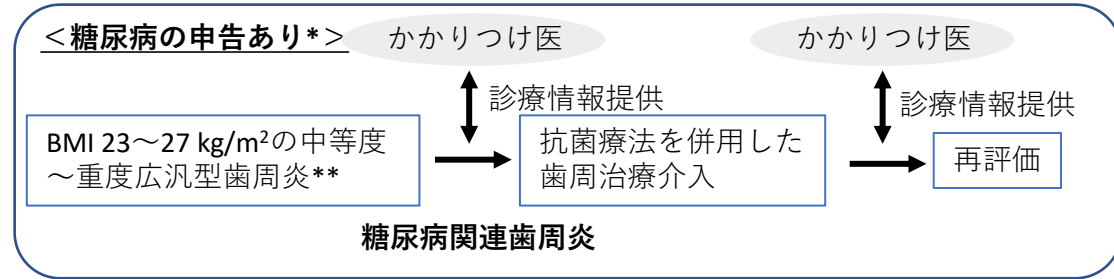 <糖尿病の申告あり*>
かかりつけ医
かかりつけ医
診療情報提供
診療情報提供
BMI 23〜27 kg/m²の中等度
〜重度広汎型歯周炎**
抗菌療法を併用した
歯周治療介入
再評価
糖尿病関連歯周炎